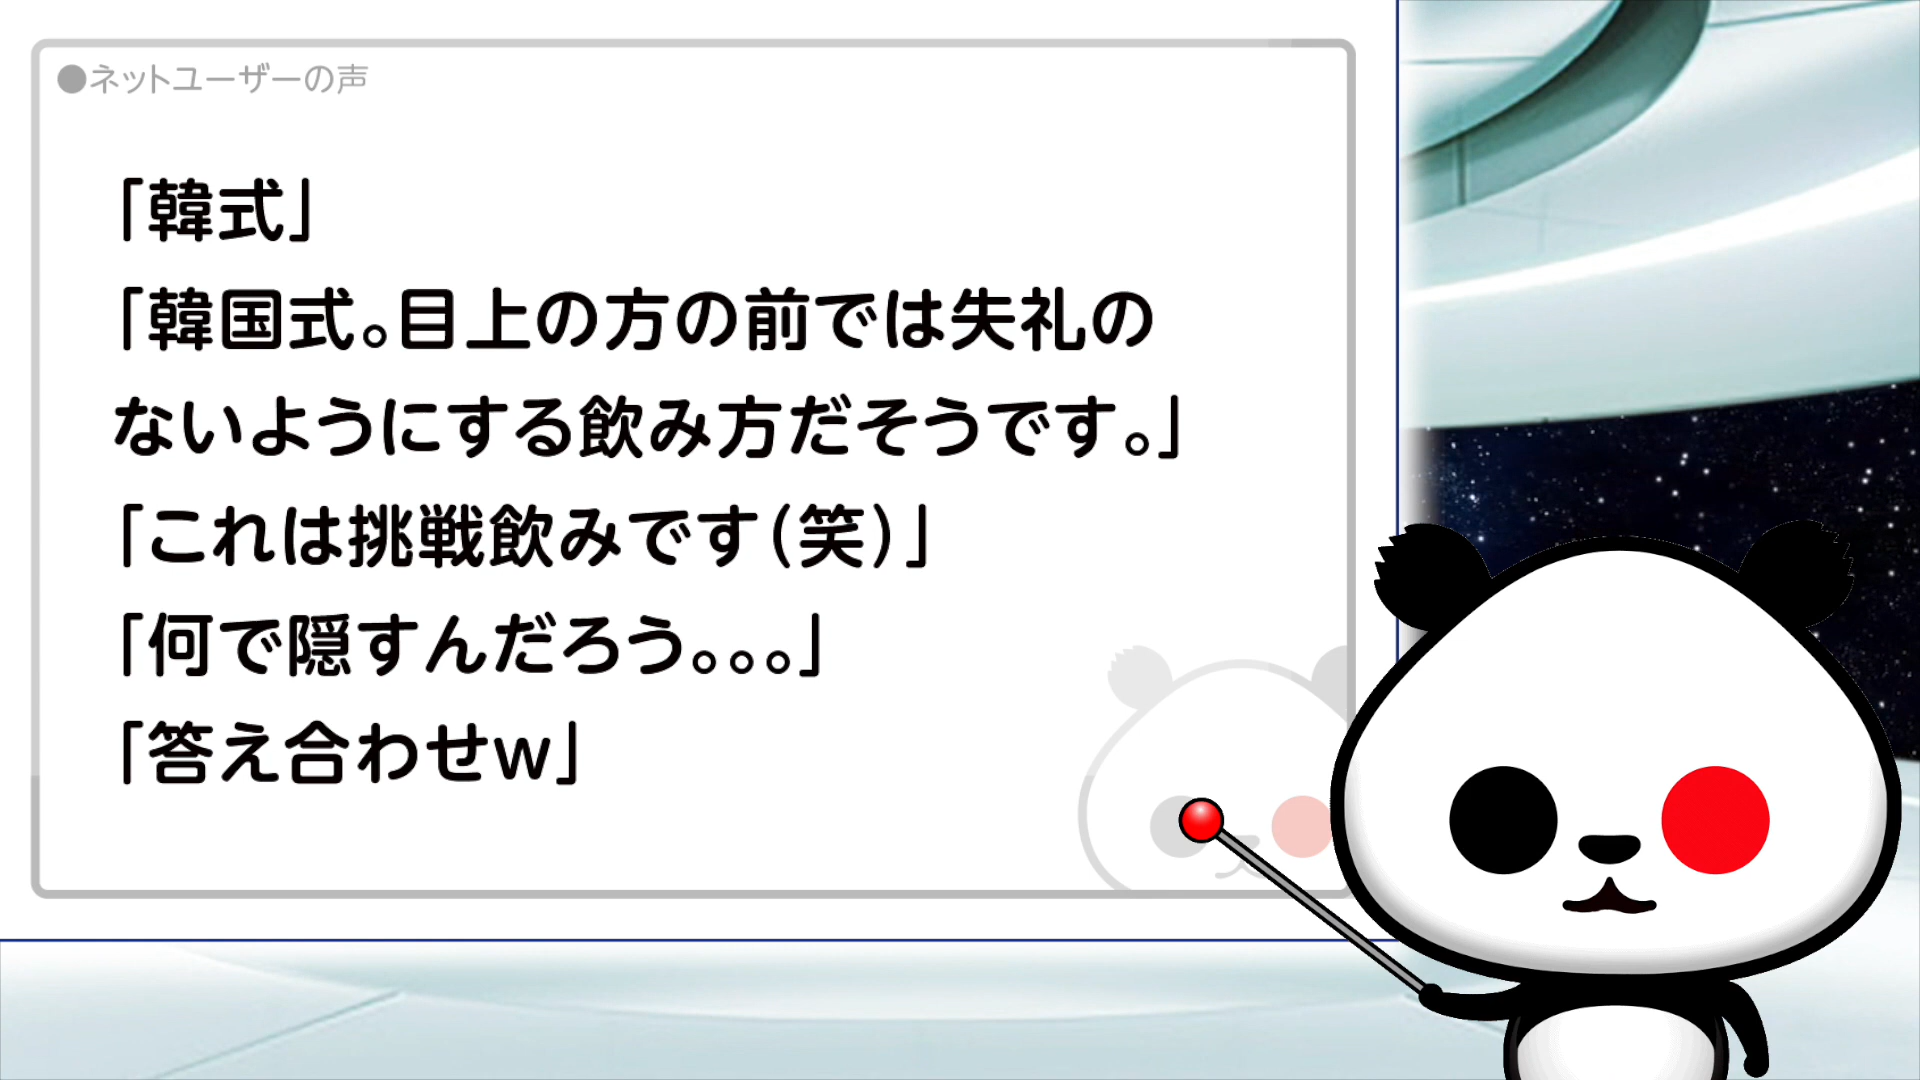 ●ネットユーザーの声
「韓式」
「韓国式。目上の方の前では失礼の
ないようにする飲み方だそうです。」
「これは挑戦飲みです(笑)」
「何で隠すんだろう。。。」
「答え合わせw」